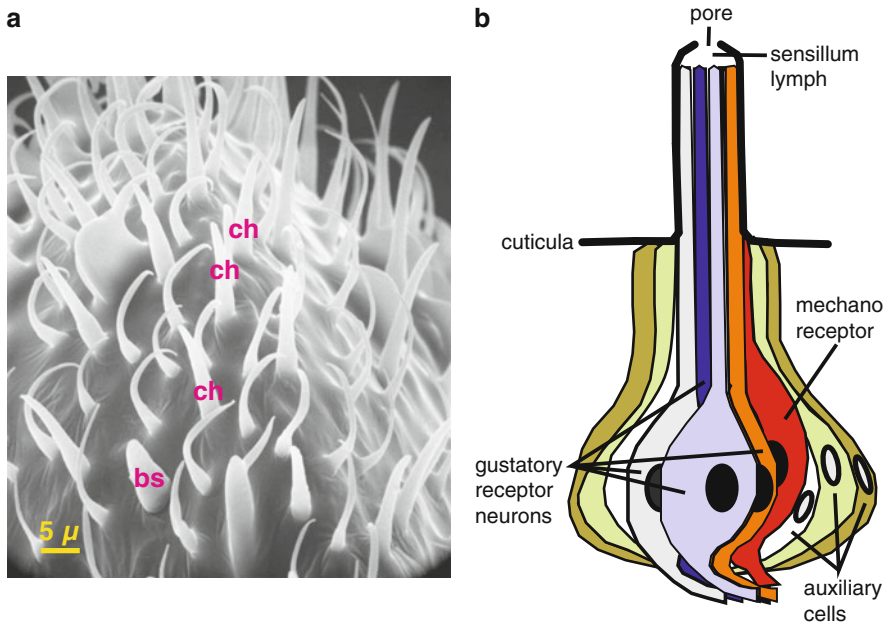 a
ch
ch
ch
bs
5 µ
b
pore
sensillum
lymph
cuticula
mechano
receptor
gustatory
receptor
neurons
auxiliary
cells